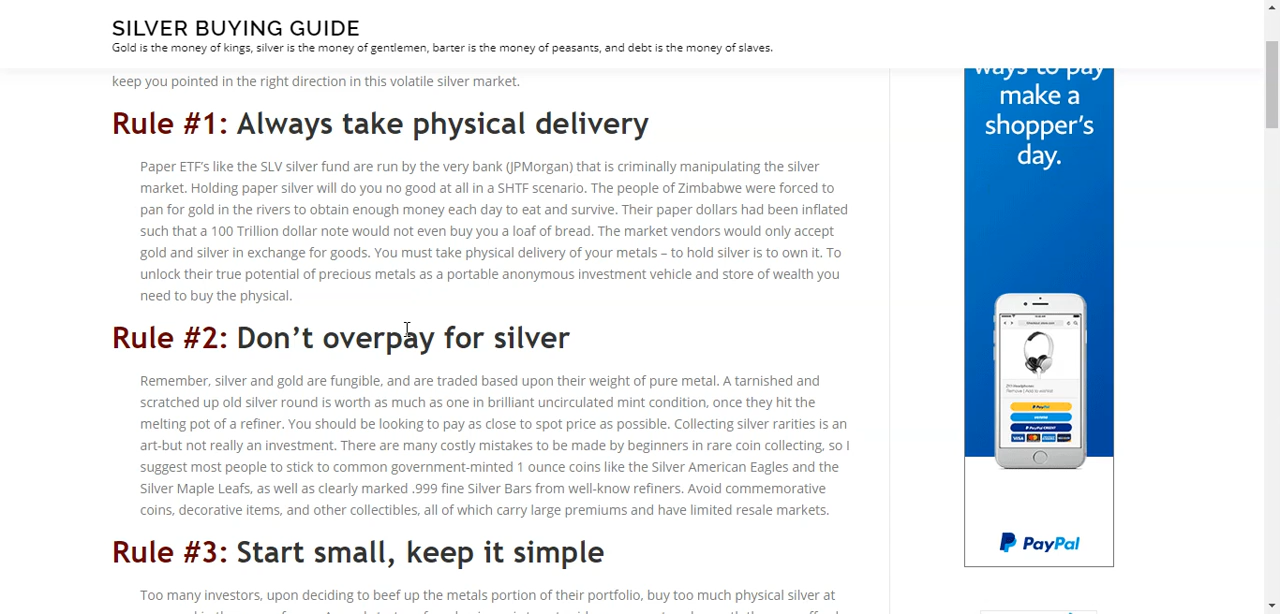 SILVER BUYING GUIDE
Gold is the money of kings, silver is the money of gentlemen, barter is the money of peasants, and debt is the money of slaves.
keep you pointed in the right direction in this volatile silver market.
Rule #1: Always take physical delivery
Paper ETF's like the SLV silver fund are run by the very bank (JPMorgan) that is criminally manipulating the silver
market. Holding paper silver will do you no good at all in a SHTF scenario. The people of Zimbabwe were forced to
pan for gold in the rivers to obtain enough money each day to eat and survive. Their paper dollars had been inflated
such that a 100 Trillion dollar note would not even buy you a loaf of bread. The market vendors would only accept
gold and silver in exchange for goods. You must take physical delivery of your metals – to hold silver is to own it. To
unlock their true potential of precious metals as a portable anonymous investment vehicle and store of wealth you
need to buy the physical.
Rule #2: Don't overpay for silver
Remember, silver and gold are fungible, and are traded based upon their weight of pure metal. A tarnished and
scratched up old silver round is worth as much as one in brilliant uncirculated mint condition, once they hit the
melting pot of a refiner. You should be looking to pay as close to spot price as possible. Collecting silver rarities is an
art-but not really an investment. There are many costly mistakes to be made by beginners in rare coin collecting, so I
suggest most people to stick to common government-minted 1 ounce coins like the Silver American Eagles and the
Silver Maple Leafs, as well as clearly marked .999 fine Silver Bars from well-know refiners. Avoid commemorative
coins, decorative items, and other collectibles, all of which carry large premiums and have limited resale markets.
Rule #3: Start small, keep it simple
Too many investors, upon deciding to beef up the metals portion of their portfolio, buy too much physical silver at
ways to pay
make a
shopper's
day.
PayPal
VISA
PayPal